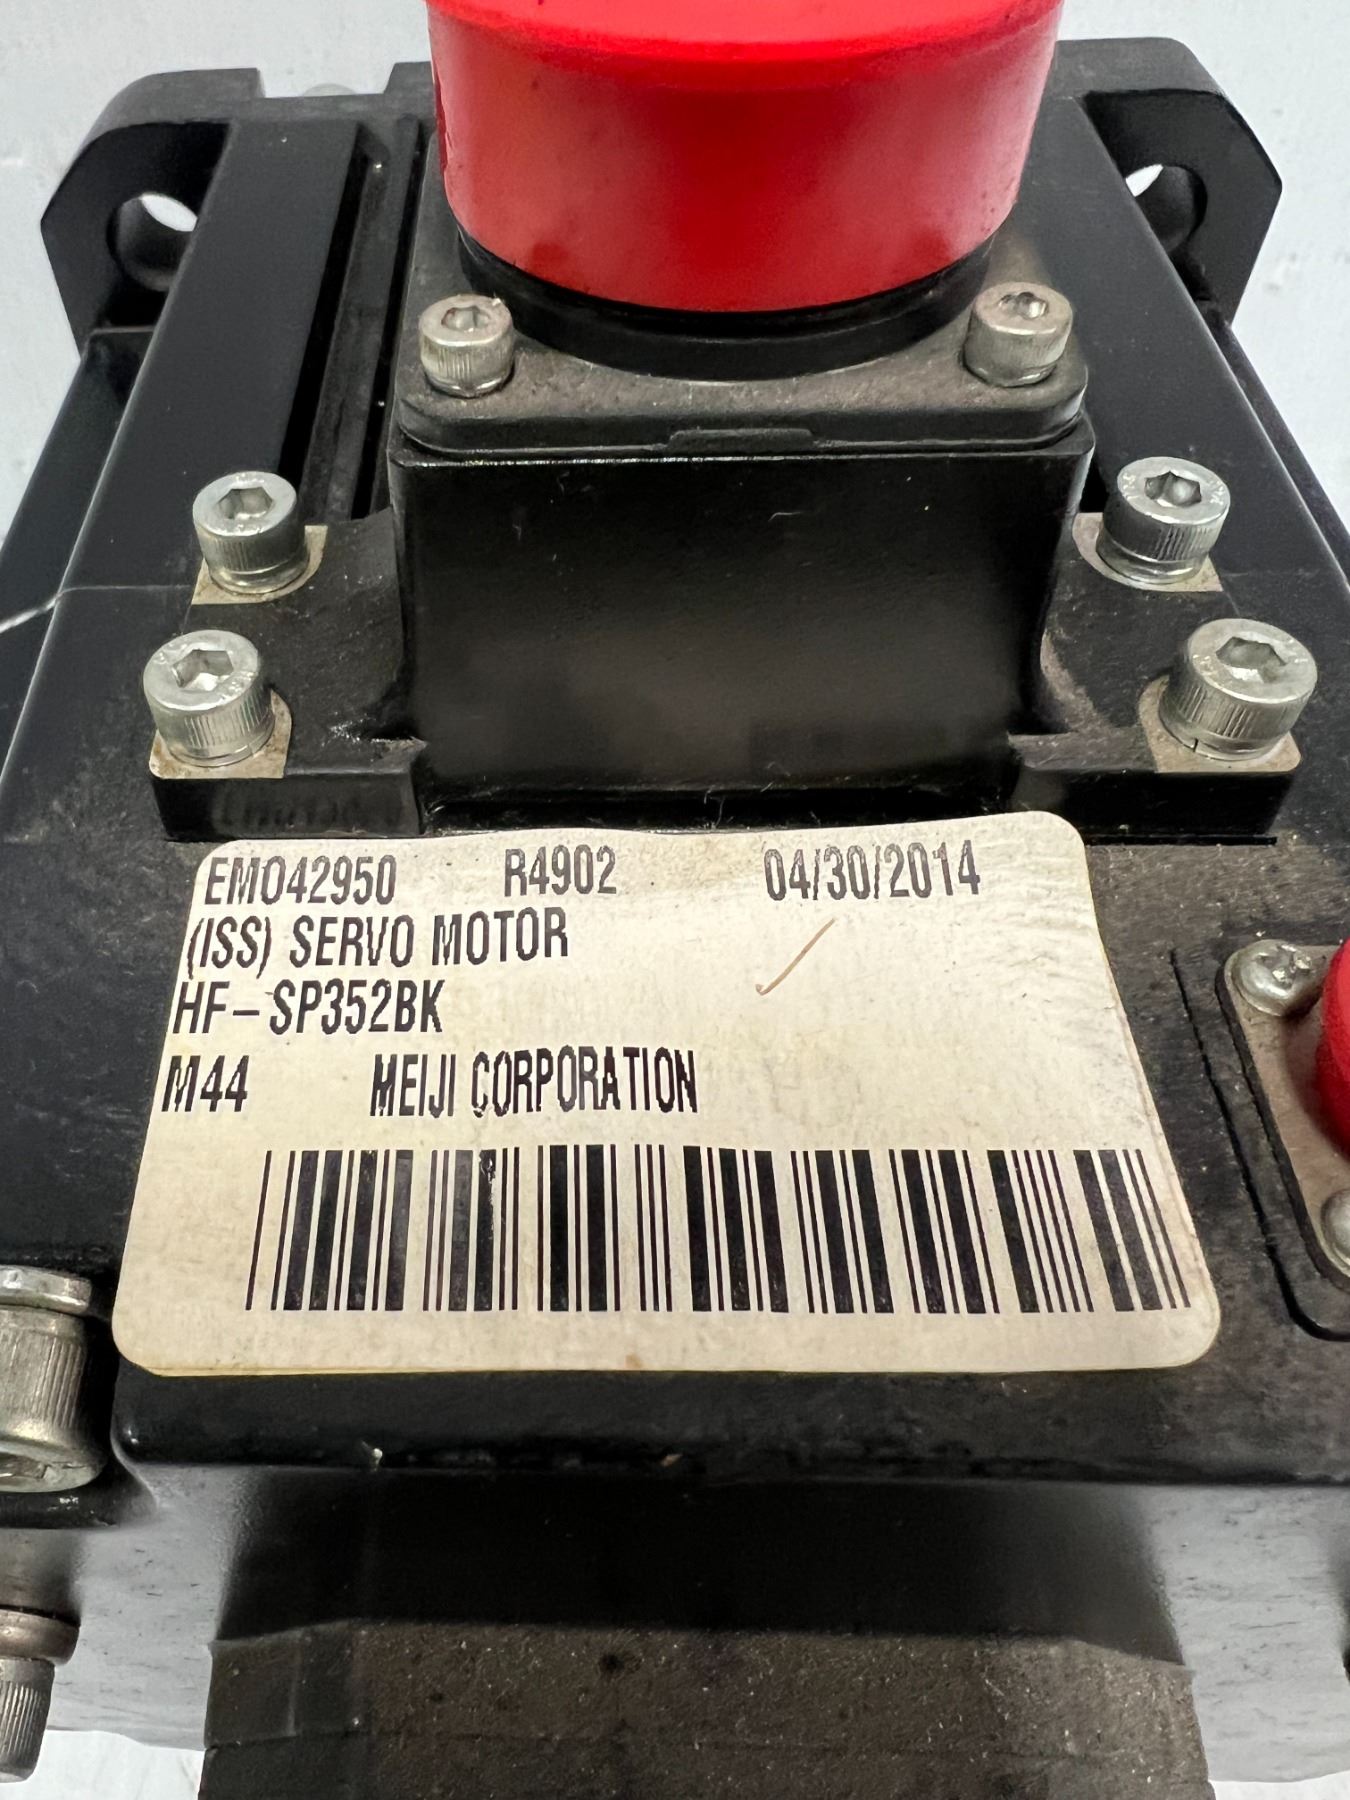 EM042950 R4902 04/30/2014
(ISS) SERVO MOTOR
HF-SP352BK
M44 MEIJI CORPORATION